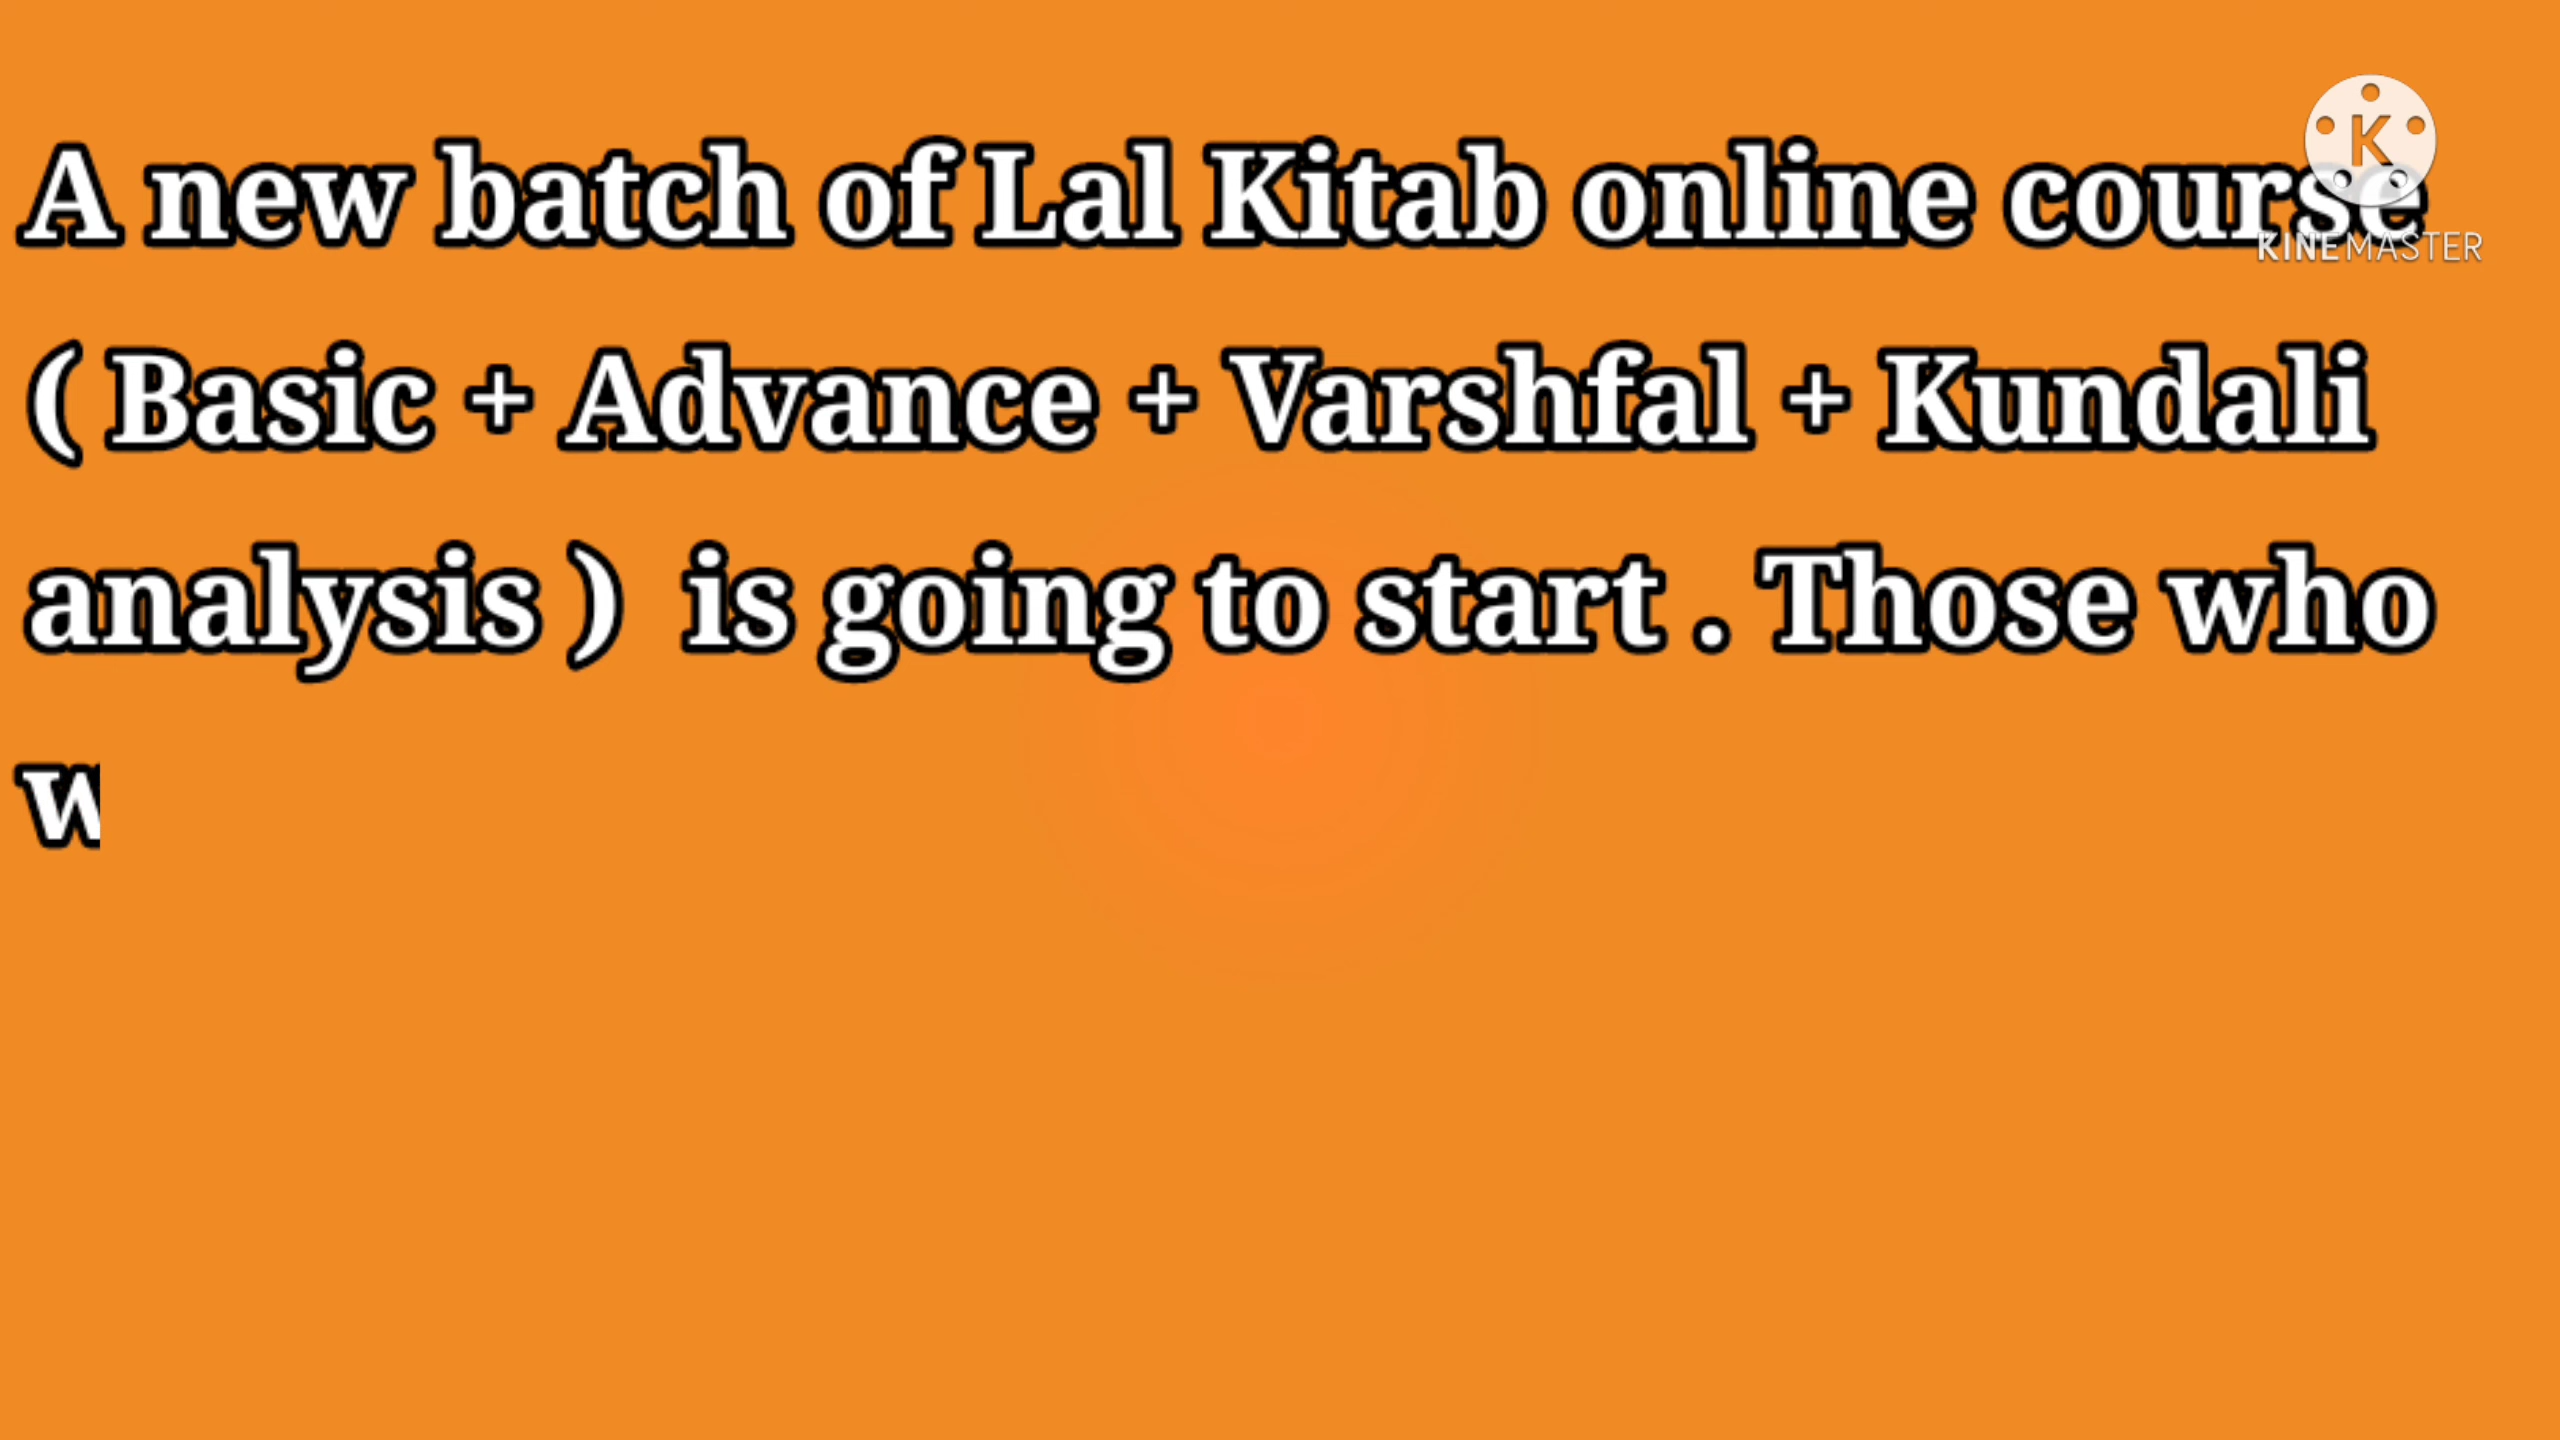 A new batch of Lal Kitab online course
( Basic + Advance + Varshfal + Kundali
analysis )  is going to start . Those who
K
KINEMASTER